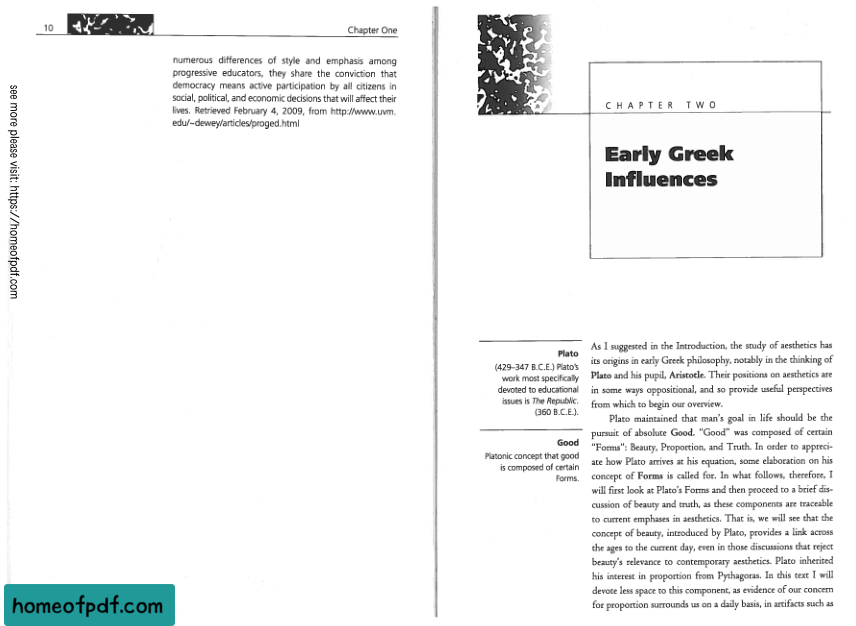 10
Chapter One
numerous differences of style and emphasis among
progressive educators, they share the conviction that
democracy means active participation by all citizens in
social, political, and economic decisions that will affect their
lives. Retrieved February 4, 2009, from http://www.uvm.
edu/~dewey/articles/proged.html
see more please visit: https://homeofpdf.com
homeofpdf.com
CHAPTER TWO
Early Greek
Influences
Plato
(429–347 B.C.E.) Plato's
work most specifically
devoted to educational
issues is The Republic.
(360 B.C.E.).
Good
Platonic concept that good
is composed of certain
Forms.
As I suggested in the Introduction, the study of aesthetics has
its origins in early Greek philosophy, notably in the thinking of
Plato and his pupil, Aristotle. Their positions on aesthetics are
in some ways oppositional, and so provide useful perspectives
from which to begin our overview.
Plato maintained that man's goal in life should be the
pursuit of absolute Good. "Good" was composed of certain
"Forms": Beauty, Proportion, and Truth. In order to appreci-
ate how Plato arrives at his equation, some elaboration on his
concept of Forms is called for. In what follows, therefore, I
will first look at Plato's Forms and then proceed to a brief dis-
cussion of beauty and truth, as these components are traceable
to current emphases in aesthetics. That is, we will see that the
concept of beauty, introduced by Plato, provides a link across
the ages to the current day, even in those discussions that reject
beauty's relevance to contemporary aesthetics. Plato inherited
his interest in proportion from Pythagoras. In this text I will
devote less space to this component, as evidence of our concern
for proportion surrounds us on a daily basis, in artifacts such as